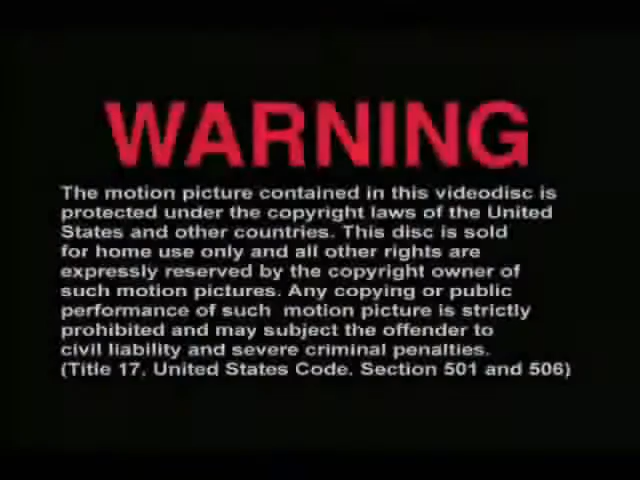 WARNING
The motion picture contained in this videodisc is
protected under the copyright laws of the United
States and other countries. This disc is sold
for home use only and all other rights are
expressly reserved by the copyright owner of
such motion pictures. Any copying or public
performance of such  motion picture is strictly
prohibited and may subject the offender to
civil liability and severe criminal penalties.
(Title 17, United States Code, Section 501 and 506)